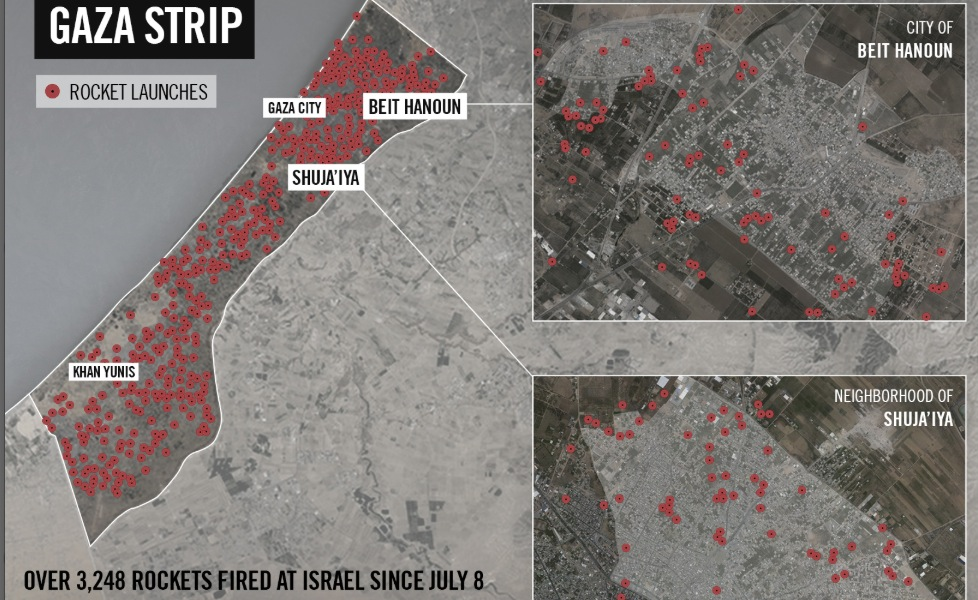 GAZA STRIP
ROCKET LAUNCHES
GAZA CITY
BEIT HANOUN
SHUJA'IYA
KHAN YUNIS
OVER 3,248 ROCKETS FIRED AT ISRAEL SINCE JULY 8
CITY OF
BEIT HANOUN
NEIGHBORHOOD OF
SHUJA'IYA